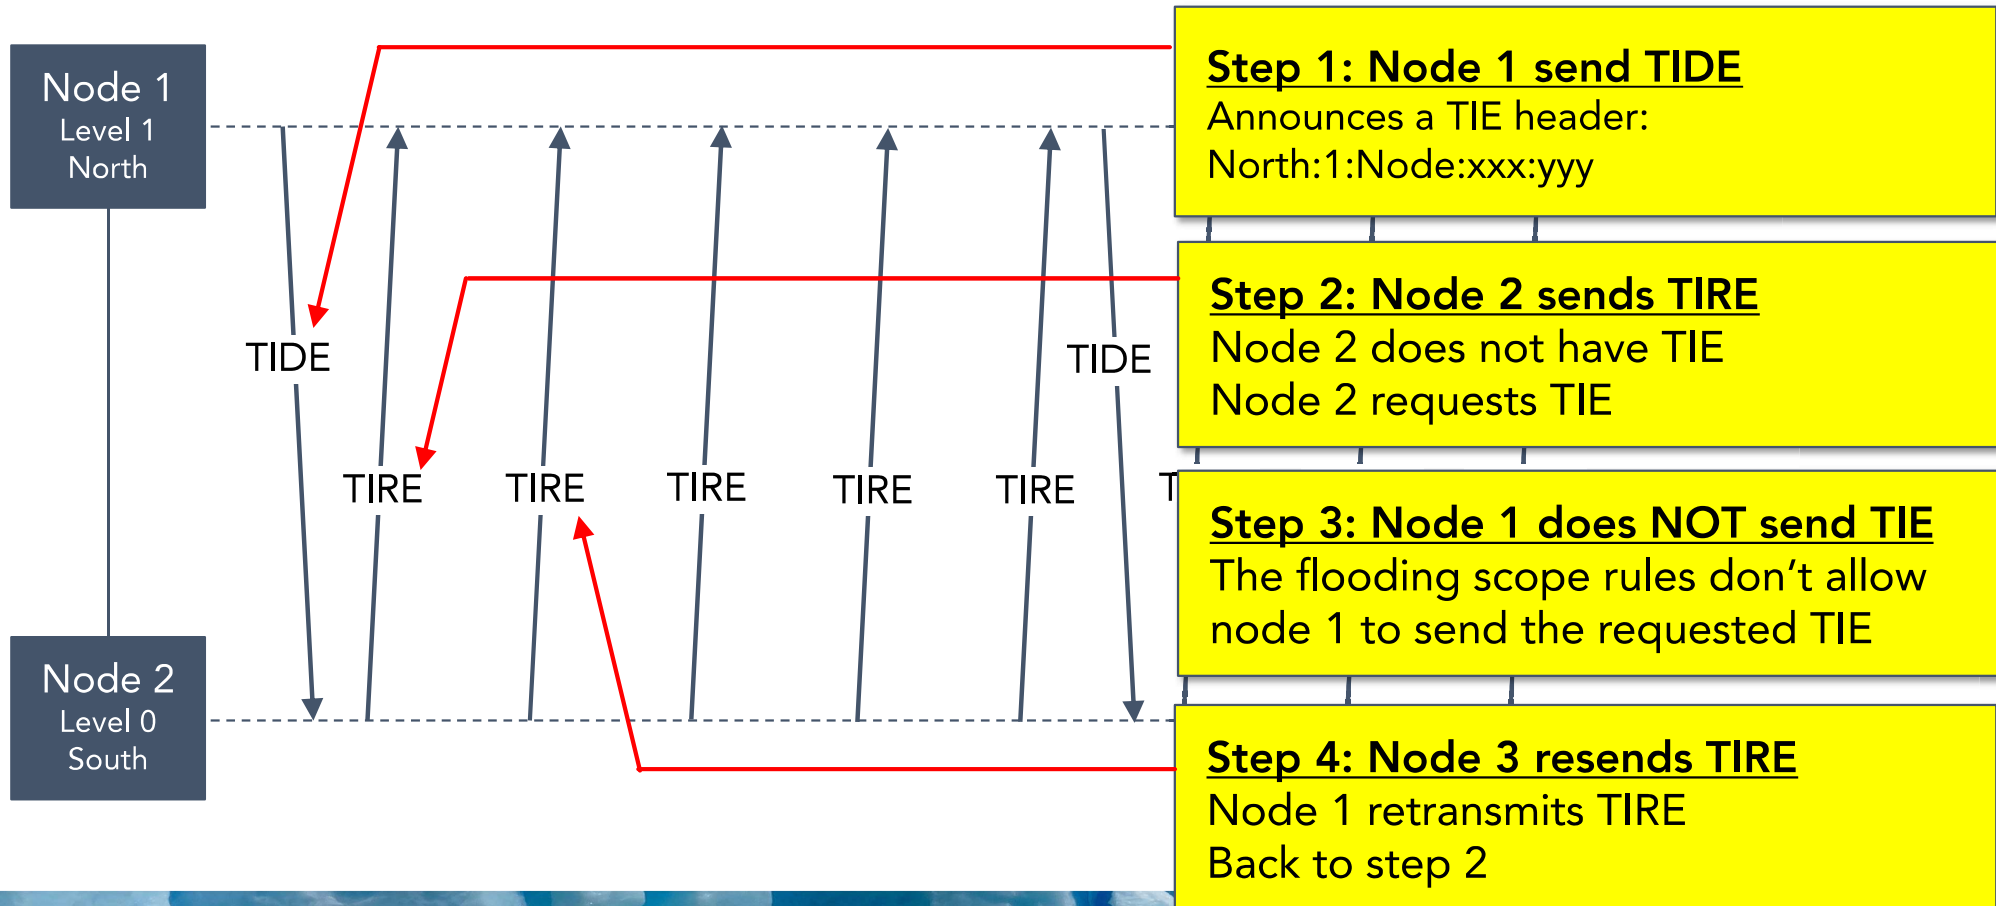 Node 1
Level 1
North
TIDE
TIRE
TIRE
TIRE
TIRE
TIRE
TIDE
T
Node 2
Level 0
South
Step 1: Node 1 send TIDE
Announces a TIE header:
North:1:Node:xxx:yyy
Step 2: Node 2 sends TIRE
Node 2 does not have TIE
Node 2 requests TIE
Step 3: Node 1 does NOT send TIE
The flooding scope rules don’t allow
node 1 to send the requested TIE
Step 4: Node 3 resends TIRE
Node 1 retransmits TIRE
Back to step 2